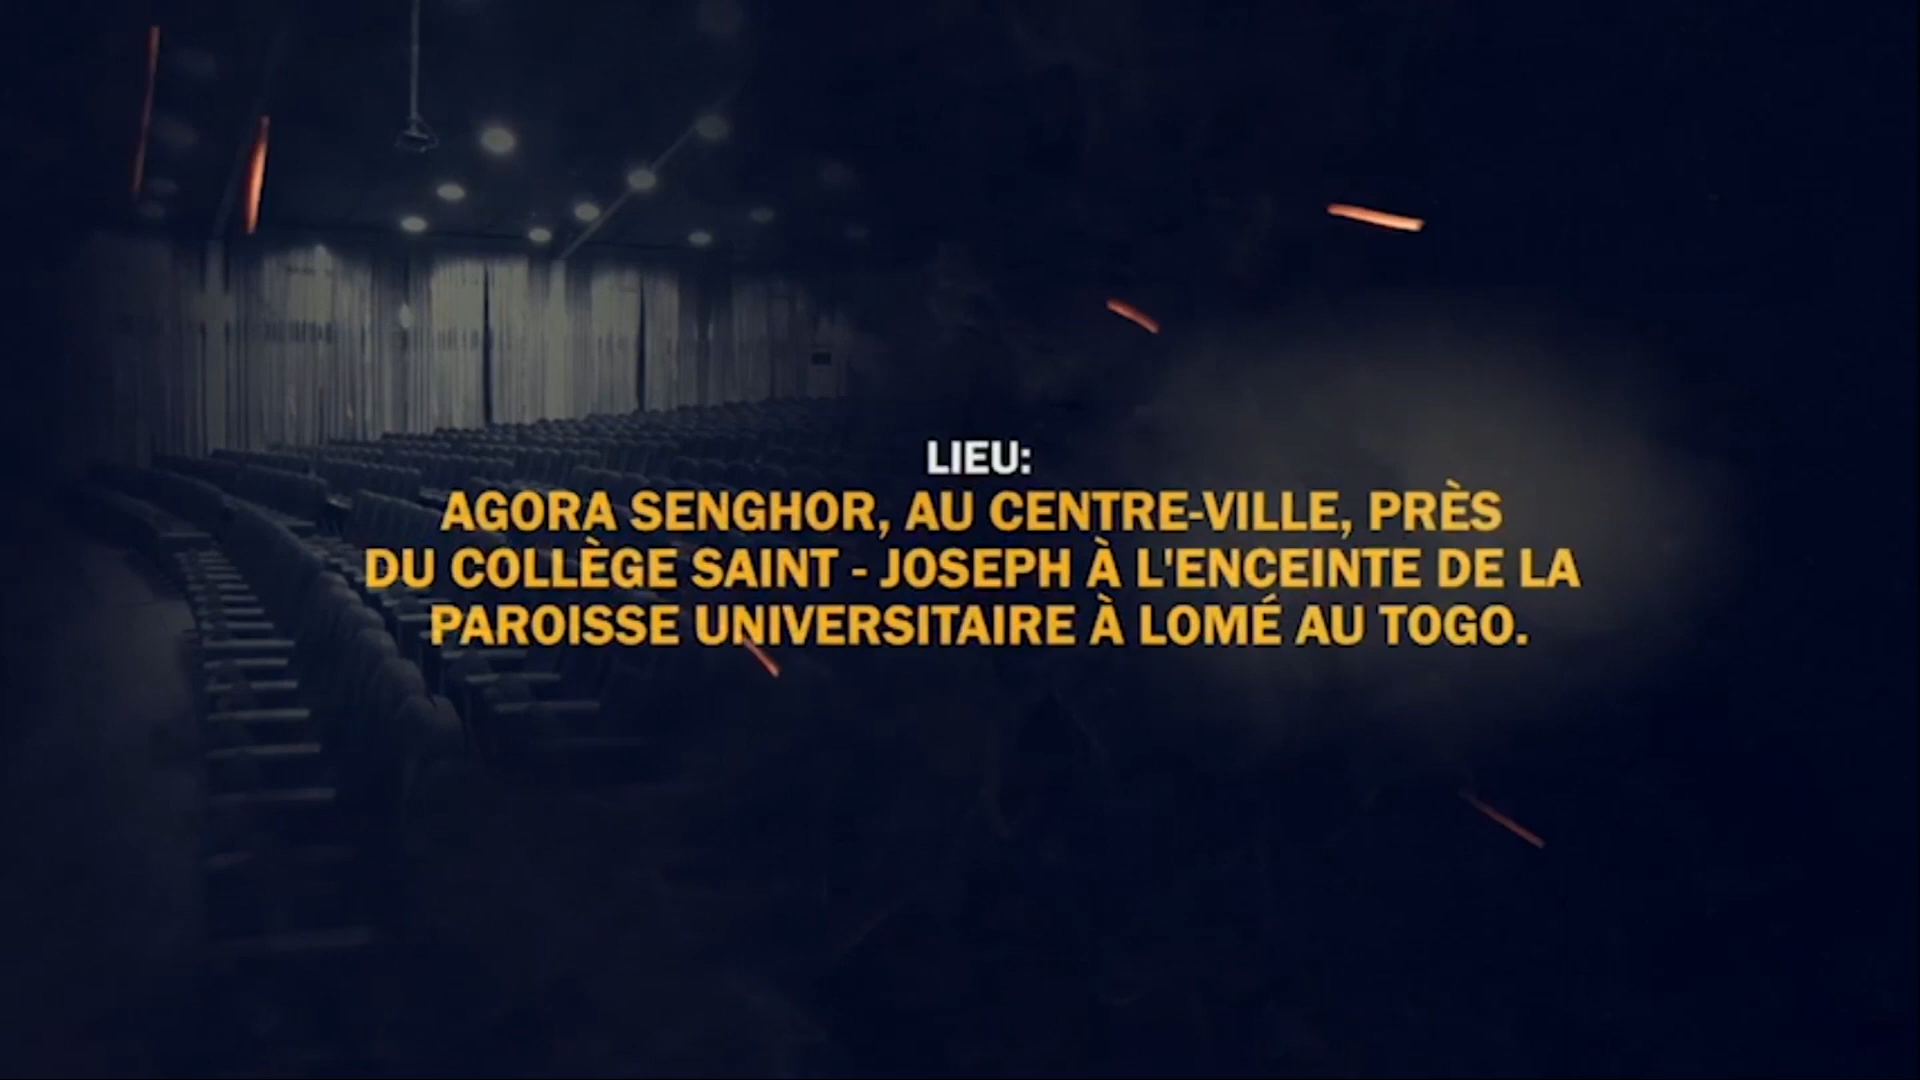 LIEU:
AGORA SENGHOR, AU CENTRE-VILLE, PRÈS
DU COLLÈGE SAINT - JOSEPH À L'ENCEINTE DE LA
PAROISSE UNIVERSITAIRE À LOMÉ AU TOGO.